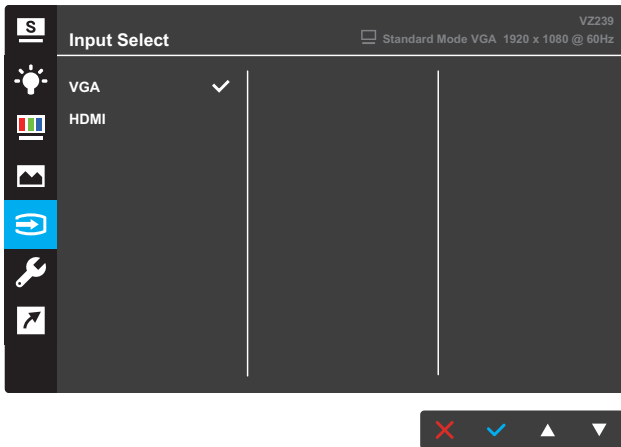 S
VZ239
Input Select
Standard Mode VGA 1920 x 1080 @ 60Hz
VGA
HDMI